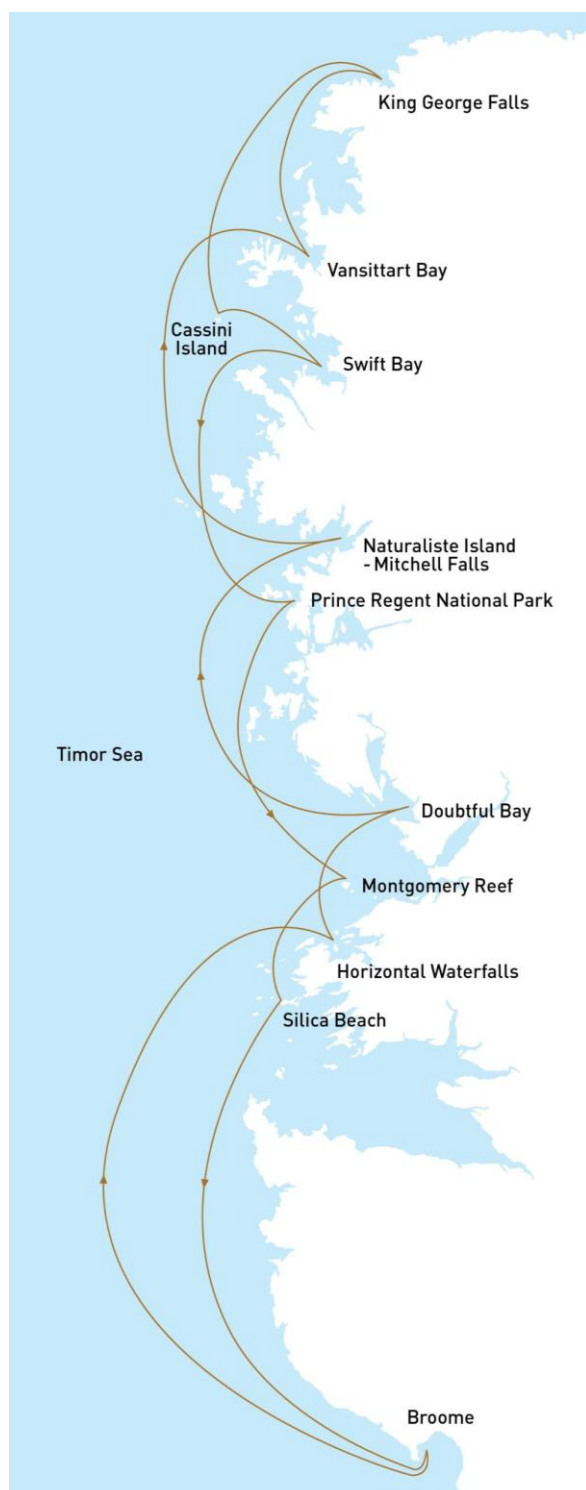 King George Falls
Vansittart Bay
Cassini
Island
Swift Bay
Naturaliste Island
- Mitchell Falls
Prince Regent National Park
Timor Sea
Doubtful Bay
Montgomery Reef
Horizontal Waterfalls
Silica Beach
Broome